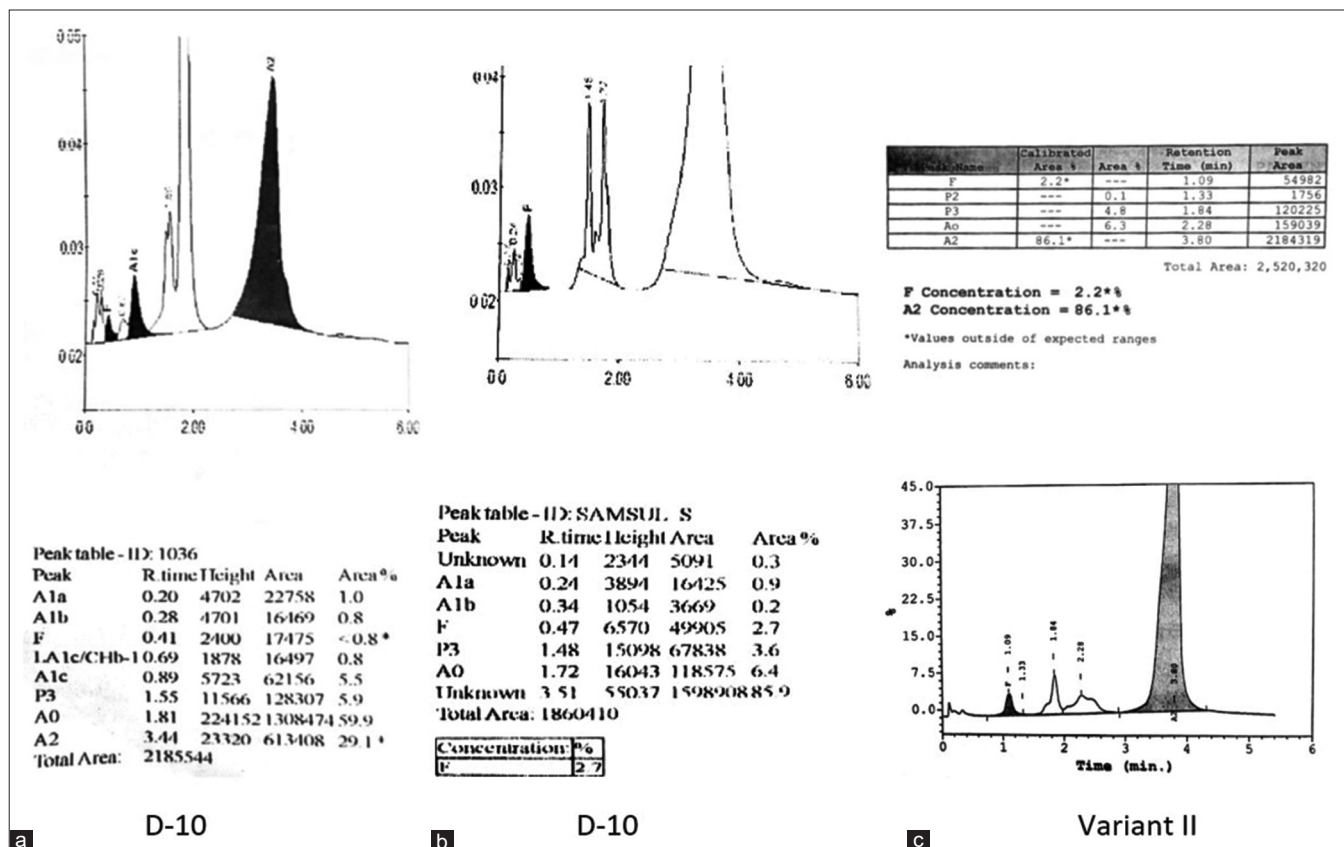 0.05
0.04
0.03
0.02
0.0 2.00 4.00 6.00
F
A1c
A2
Peak table - ID: 1036
Peak R.time Height Area Area%
A1a 0.20 4702 22758 1.0
A1b 0.28 4701 16469 0.8
F 0.41 2400 17475 <0.8*
LA1c/CHb-1 0.69 1878 16497 0.8
A1c 0.89 5723 62156 5.5
P3 1.55 11566 128307 5.9
A0 1.81 224152 1308474 59.9
A2 3.44 23320 613408 29.1*
Total Area: 2185544
a
D-10
0.04
0.03
0.02
0.0 2.00 4.00 6.00
F
1.48
1.72
Peak table - ID: SAMSUL_S
Peak R.time Height Area Area%
Unknown 0.14 2344 5091 0.3
A1a 0.24 3894 16425 0.9
A1b 0.34 1054 3669 0.2
F 0.47 6570 49905 2.7
P3 1.48 15098 67838 3.6
A0 1.72 16043 118575 6.4
Unknown 3.51 55037 1598908 85.9
Total Area: 1860410
Concentration: %
F 2.7
b
D-10
Peak Name Calibrated Area % Area % Retention Time (min) Peak Area
F 2.2* --- 1.09 54982
P2 --- 0.1 1.33 1756
P3 --- 4.8 1.84 120225
Ao --- 6.3 2.28 159039
A2 86.1* --- 3.80 2184319
Total Area: 2,520,320
F Concentration = 2.2*%
A2 Concentration = 86.1*%
*Values outside of expected ranges
Analysis comments:
45.0
37.5
30.0
22.5
15.0
7.5
0.0
%
F - 1.09
- 1.33
- 1.84
- 2.28
A2 - 3.80
0 1 2 3 4 5 6
Time (min.)
c
Variant II